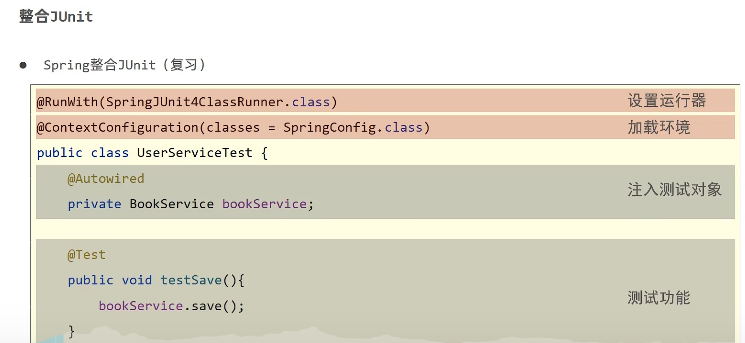 整合JUnit
● Spring整合JUnit（复习）
@RunWith(SpringJUnit4ClassRunner.class) 设置运行器
@ContextConfiguration(classes = SpringConfig.class) 加载环境
public class UserServiceTest {
@Autowired
private BookService bookService; 注入测试对象
@Test
public void testSave(){
bookService.save(); 测试功能
}